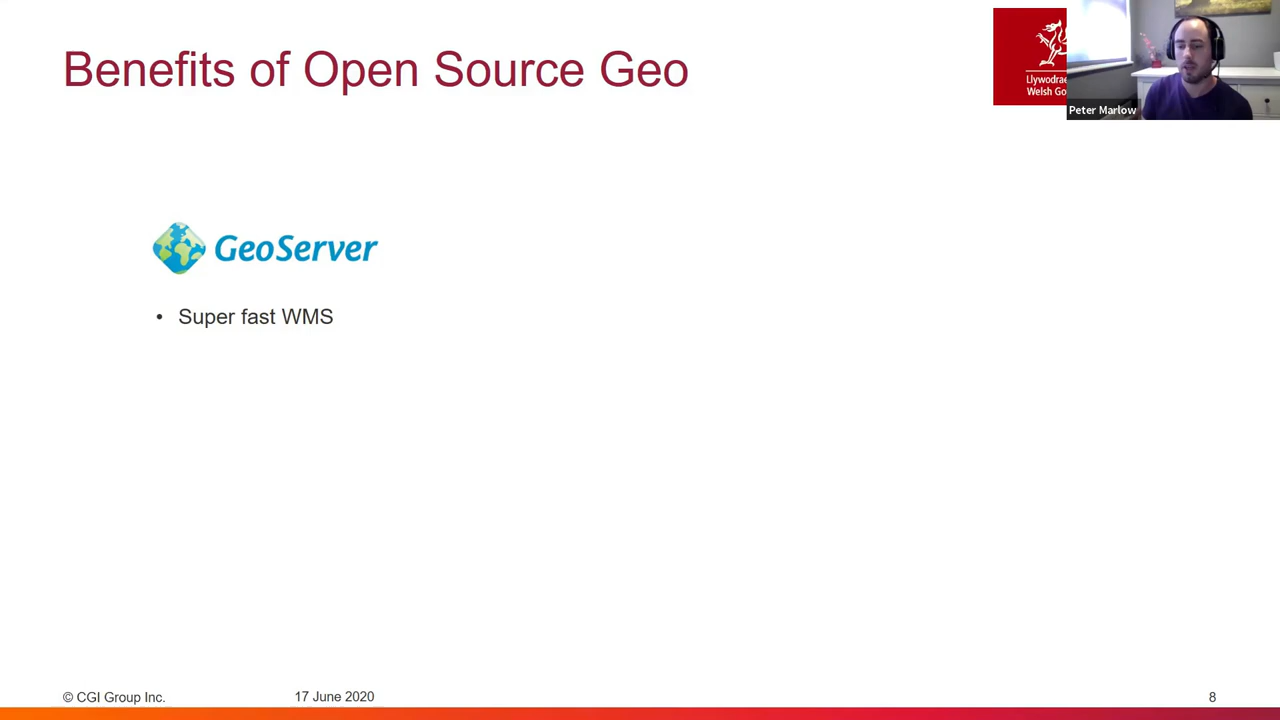 Benefits of Open Source Geo
Llywodrae
Welsh Go
Peter Marlow
GeoServer
• Super fast WMS
© CGI Group Inc.
17 June 2020
8